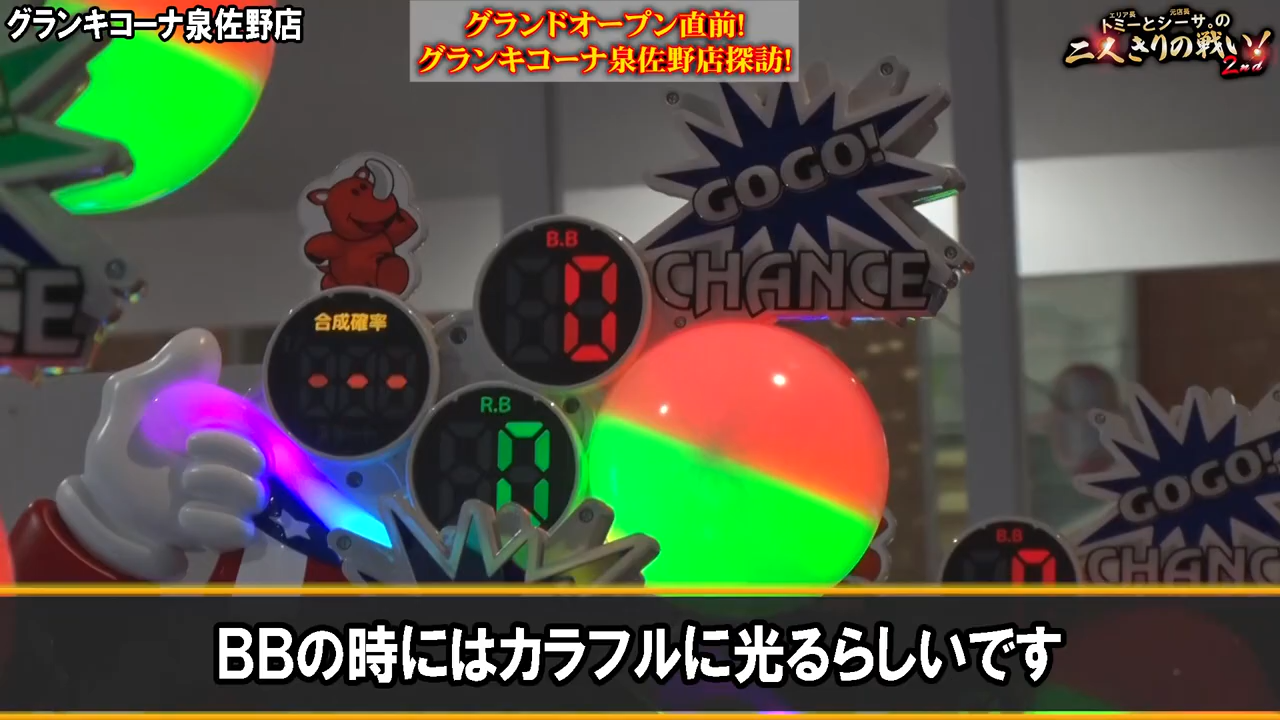 グランキコーナ泉佐野店
グランドオープン直前!
グランキコーナ泉佐野店探訪!
エリア長 元店長
トミーとシーサ。の
二人きりの戦い!
2nd
GOGO!
CHANCE
CE
B.B
0
合成確率
---
R.B
0
GOGO!
CHANC
B.B
0
BBの時にはカラフルに光るらしいです